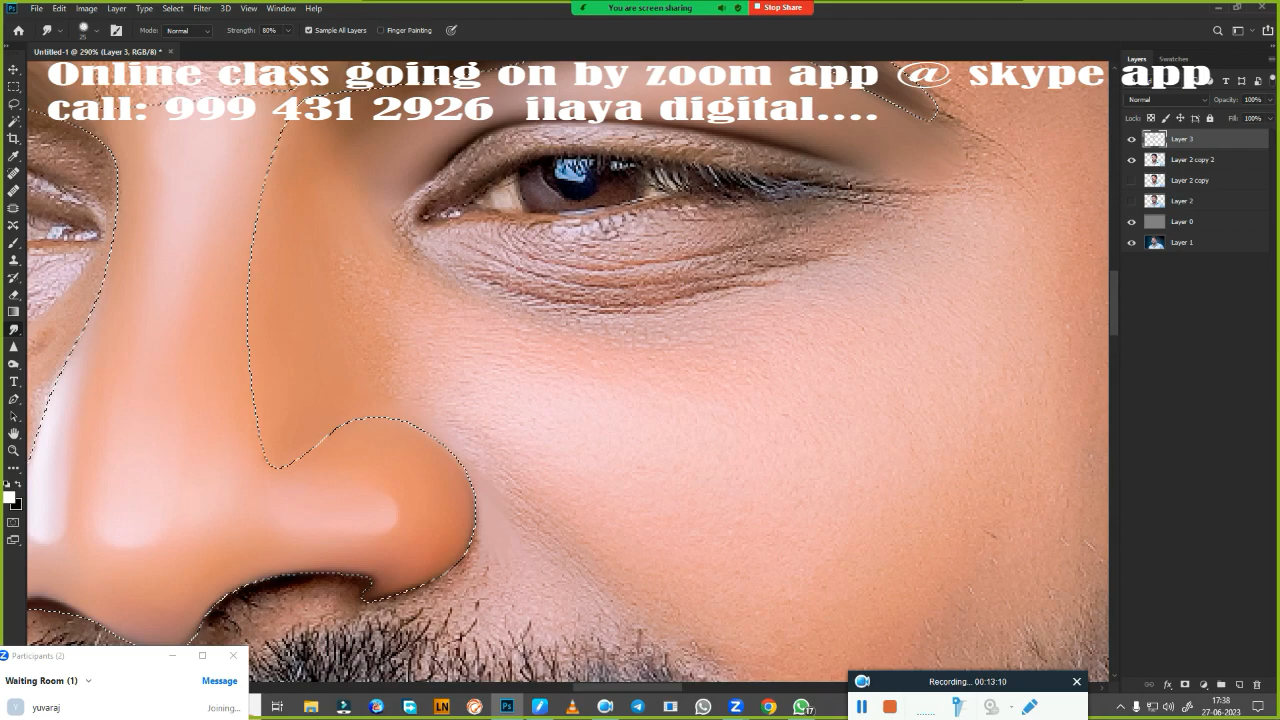 File Edit Image Layer Type Select Filter 3D View Window Help
You are screen sharing
Stop Share
25 Mode: Normal Strength: 80% Sample All Layers Finger Painting
Untitled-1 @ 290% (Layer 3, RGB/8) *
Online class going on by zoom app @ skype app
call: 999 431 2926 ilaya digital....
Layers Swatches
Normal Opacity: 100%
Lock: Fill: 100%
Layer 3
Layer 2 copy 2
Layer 2 copy
Layer 2
Layer 0
Layer 1
Participants (2)
Waiting Room (1) Message
yuvaraj Joining...
Recording... 00:13:10
17:38
27-06-2023